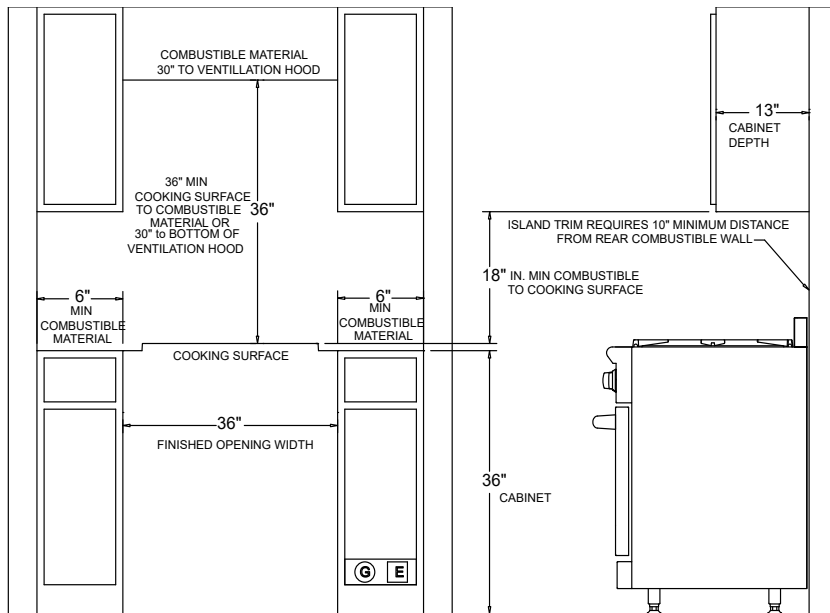 COMBUSTIBLE MATERIAL
30" TO VENTILLATION HOOD
13"
CABINET
DEPTH
36" MIN
COOKING SURFACE
TO COMBUSTIBLE
MATERIAL OR
30" to BOTTOM OF
VENTILATION HOOD
36"
ISLAND TRIM REQUIRES 10" MINIMUM DISTANCE
FROM REAR COMBUSTIBLE WALL
18" IN. MIN COMBUSTIBLE
TO COOKING SURFACE
6"
MIN
COMBUSTIBLE
MATERIAL
6"
MIN
COMBUSTIBLE
MATERIAL
COOKING SURFACE
36"
FINISHED OPENING WIDTH
36"
CABINET
G E